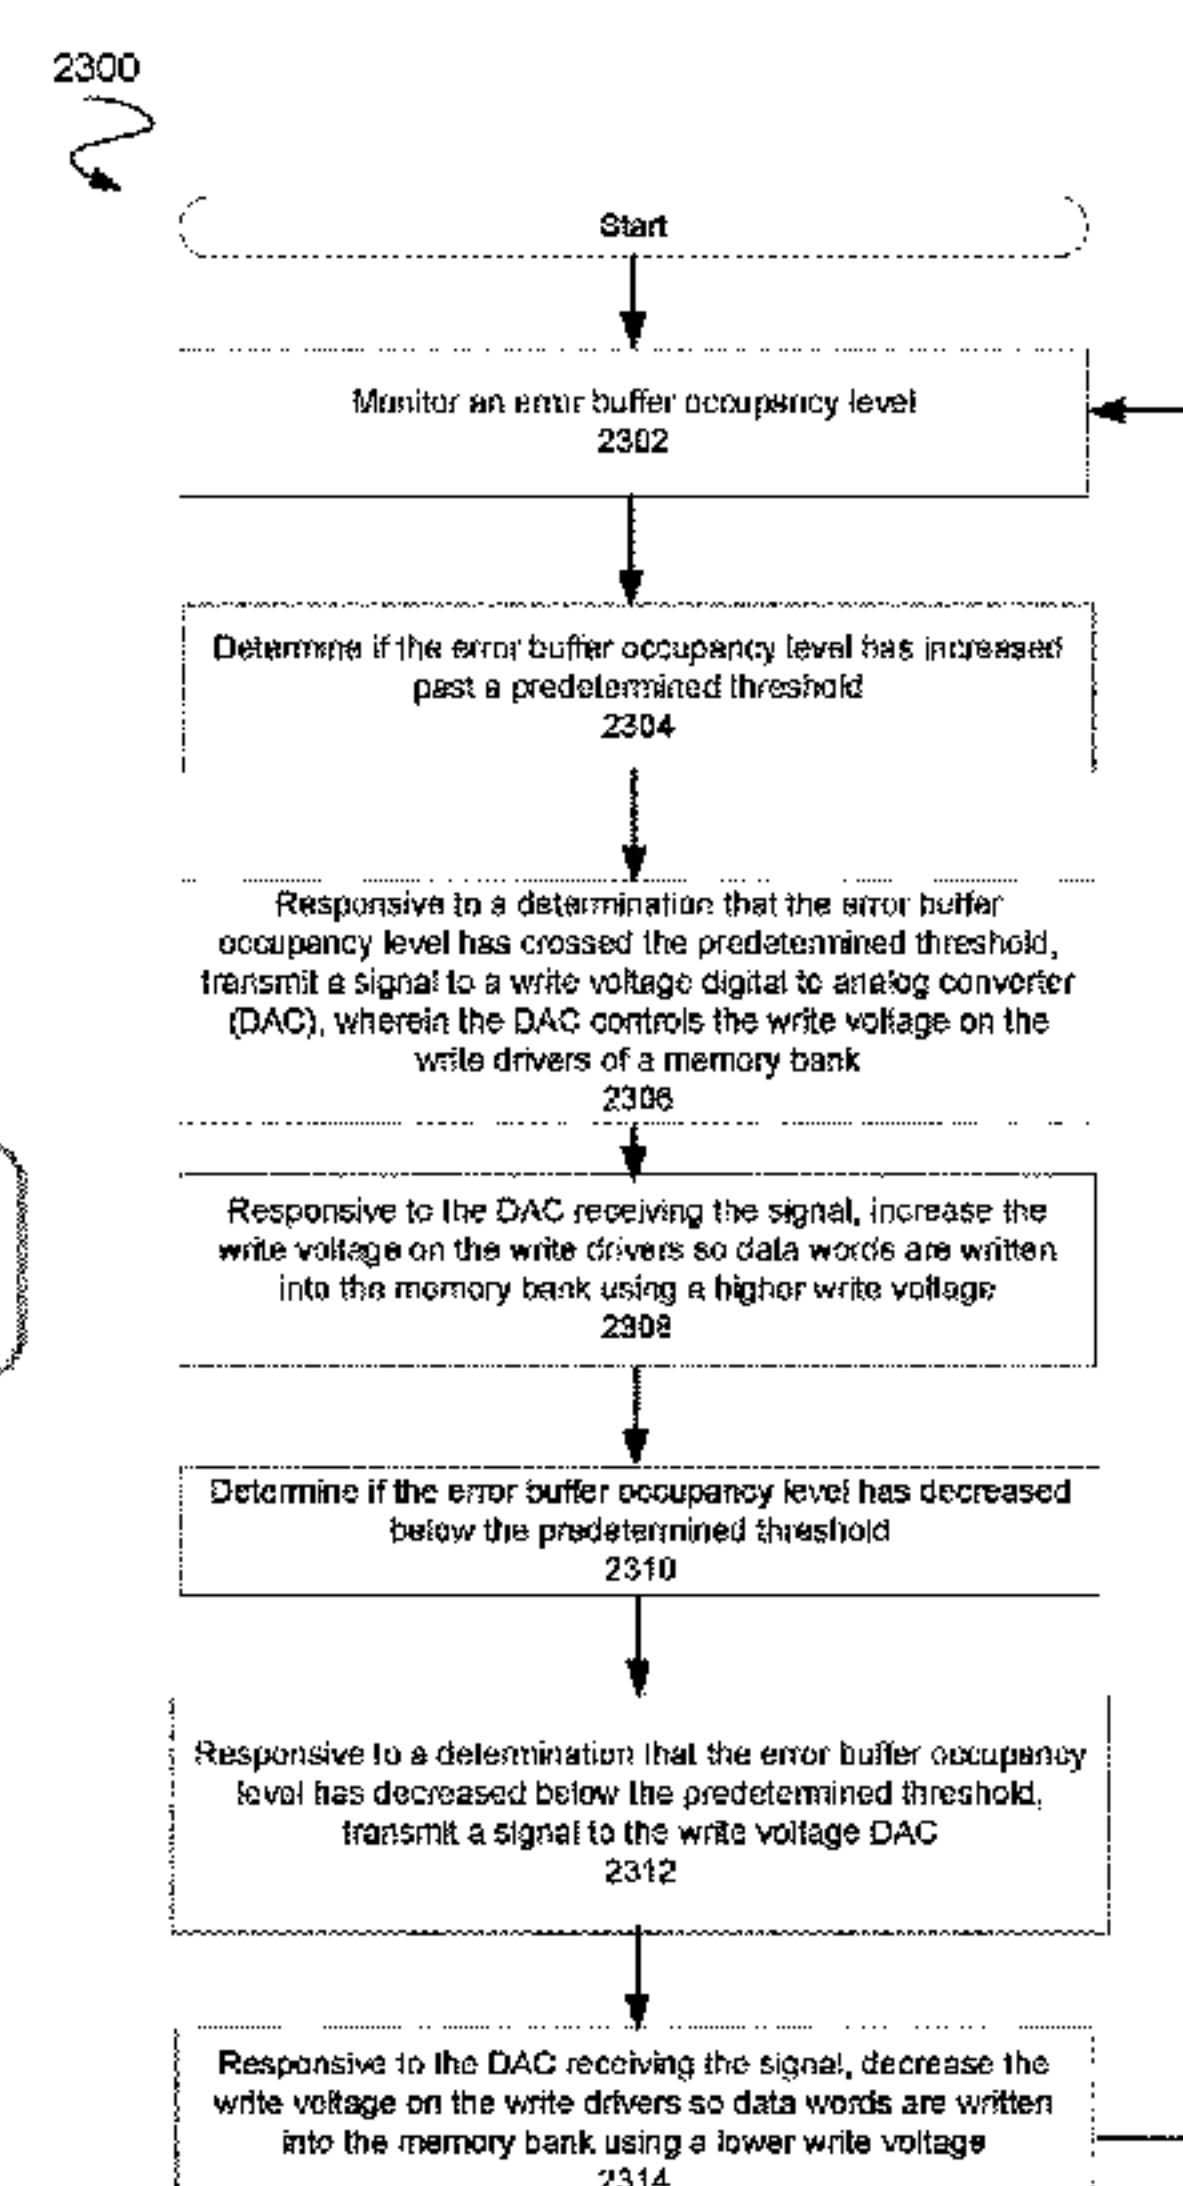 2300
Start
Monitor an error buffer occupancy level
2302
Determine if the error buffer occupancy level has increased
past a predetermined threshold
2304
Responsive to a determination that the error buffer
occupancy level has crossed the predetermined threshold,
transmit a signal to a write voltage digital to analog converter
(DAC), wherein the DAC controls the write voltage on the
write drivers of a memory bank
2306
Responsive to the DAC receiving the signal, increase the
write voltage on the write drivers so data words are written
into the memory bank using a higher write voltage
2308
Determine if the error buffer occupancy level has decreased
below the predetermined threshold
2310
Responsive to a determination that the error buffer occupancy
level has decreased below the predetermined threshold,
transmit a signal to the write voltage DAC
2312
Responsive to the DAC receiving the signal, decrease the
write voltage on the write drivers so data words are written
into the memory bank using a lower write voltage
2314